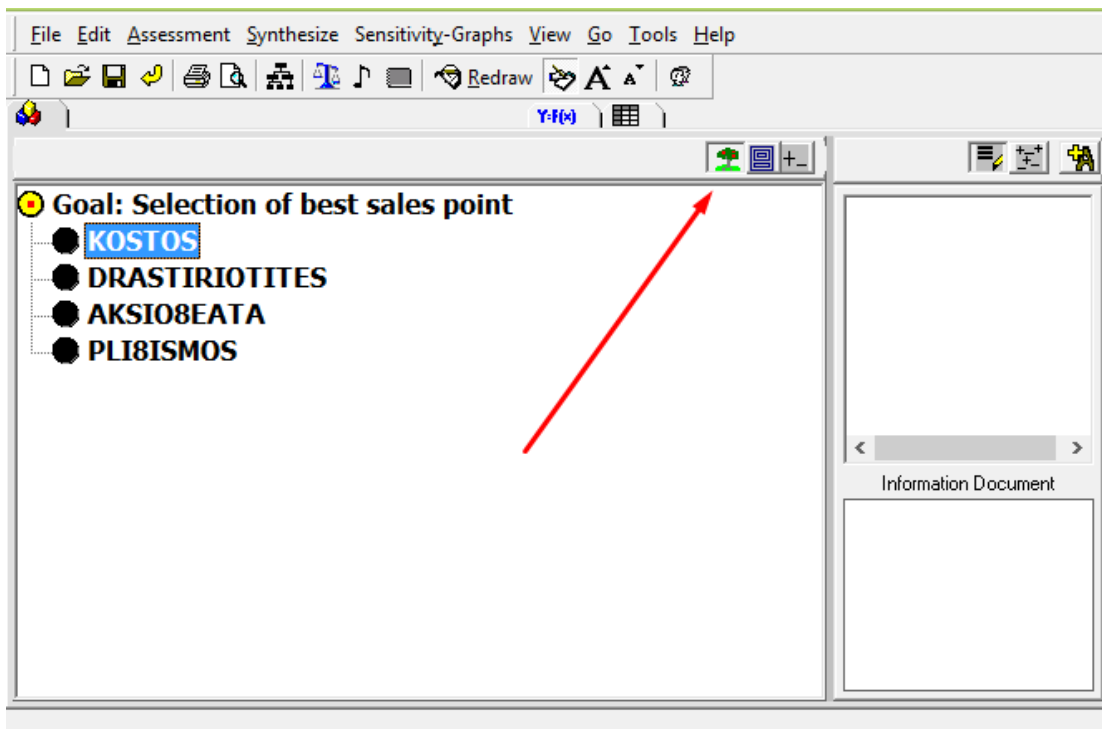 File Edit Assessment Synthesize Sensitivity-Graphs View Go Tools Help
Redraw A A
Y=F(x)
Goal: Selection of best sales point
KOSTOS
DRASTIRIOTITES
AKSIO8EATA
PLI8ISMOS
Information Document